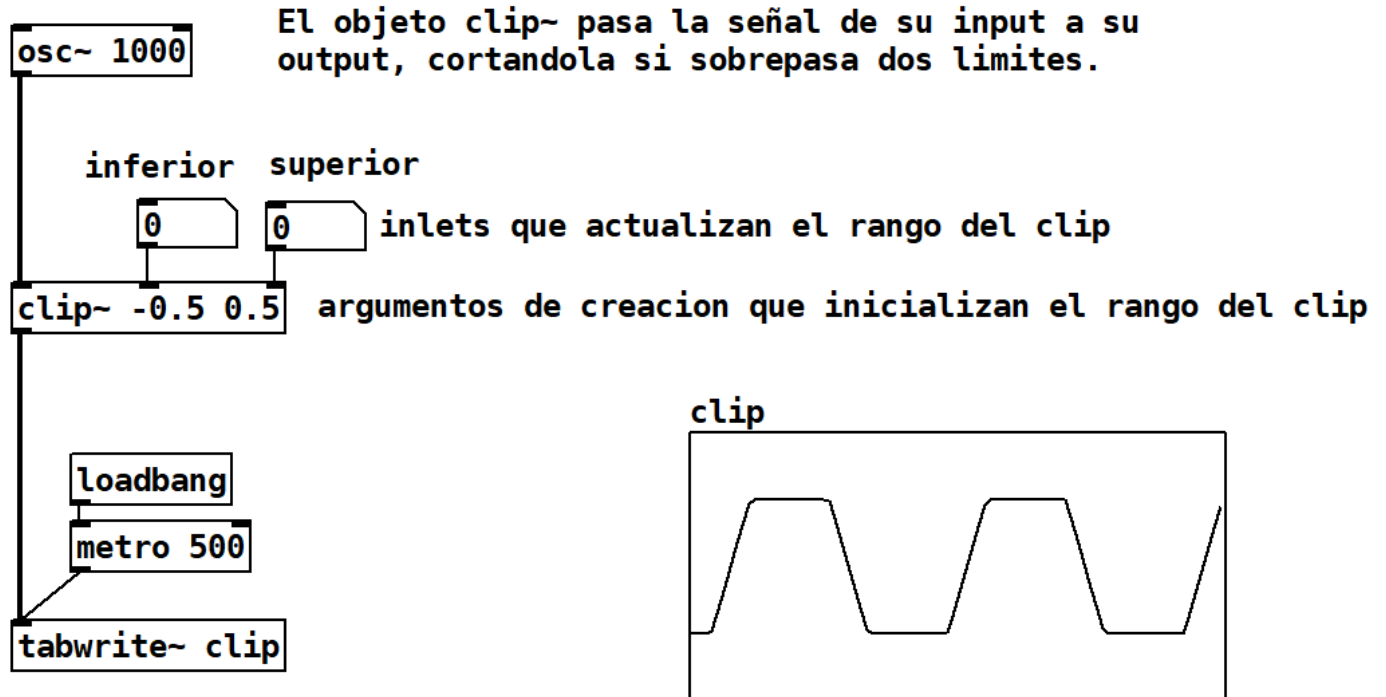 El objeto clip~ pasa la señal de su input a su
output, cortandola si sobrepasa dos limites.
osc~ 1000
inferior superior
0 0 inlets que actualizan el rango del clip
clip~ -0.5 0.5 argumentos de creacion que inicializan el rango del clip
clip
loadbang
metro 500
tabwrite~ clip